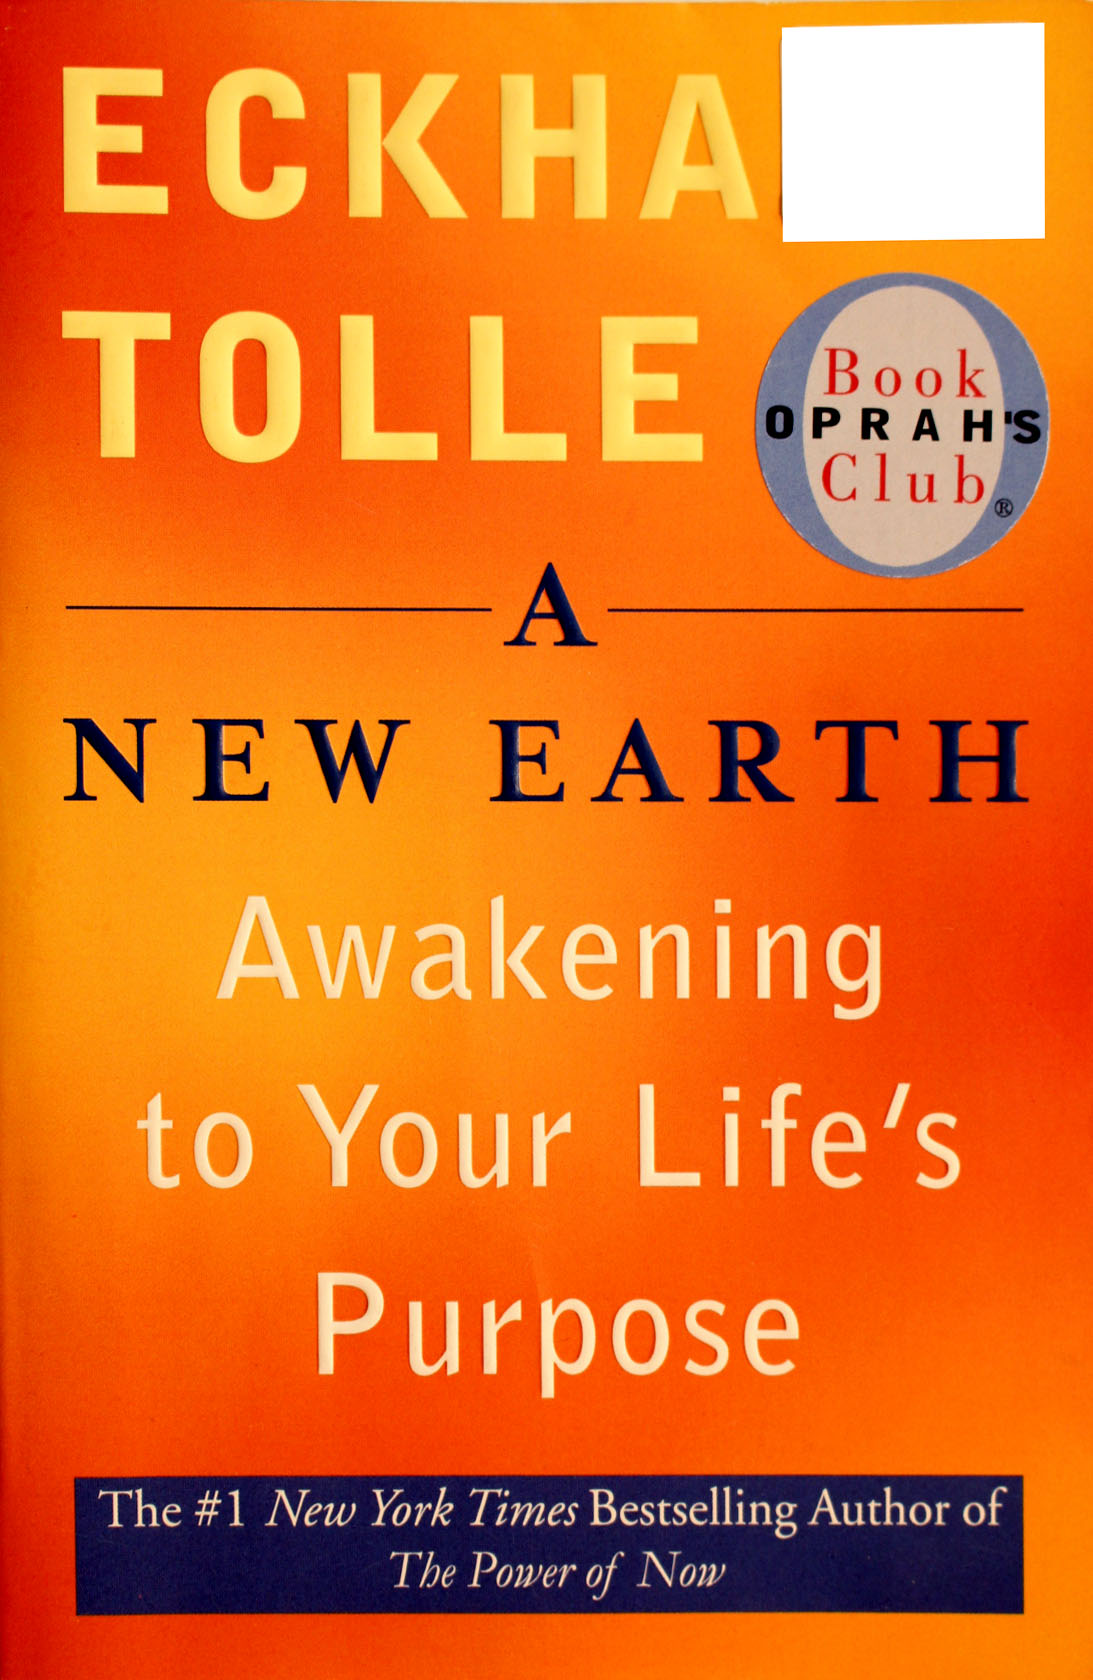 ECKHA
TOLLE
Book
OPRAH'S
Club®
A
NEW EARTH
Awakening
to Your Life's
Purpose
The #1 New York Times Bestselling Author of
The Power of Now